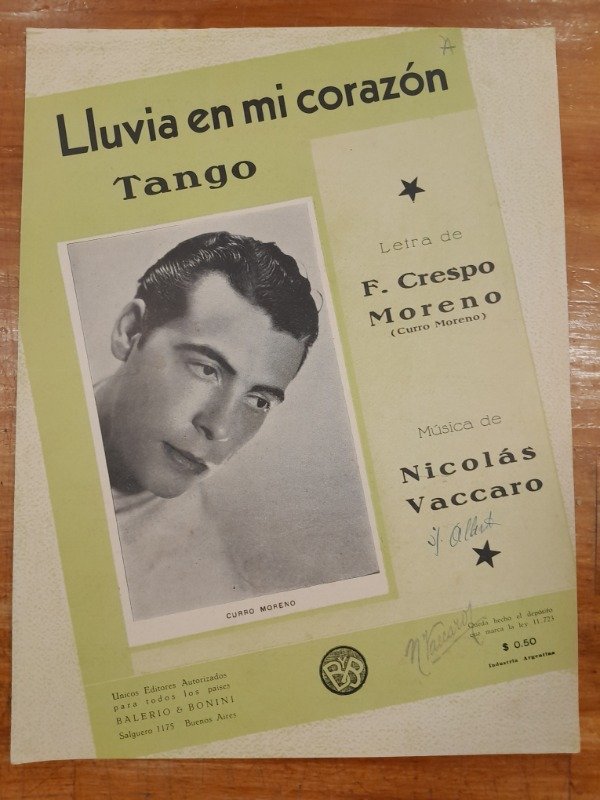 A
Lluvia en mi corazón
Tango
Letra de
F. Crespo
Moreno
(Curro Moreno)
Música de
Nicolás
Vaccaro
CURRO MORENO
N Vaccaro
Queda hecho el depósito
que marca la ley 11.723
$ 0.50
Industria Argentina
Unicos Editores Autorizados
para todos los países
BALERIO & BONINI
Salguero 1175 Buenos Aires